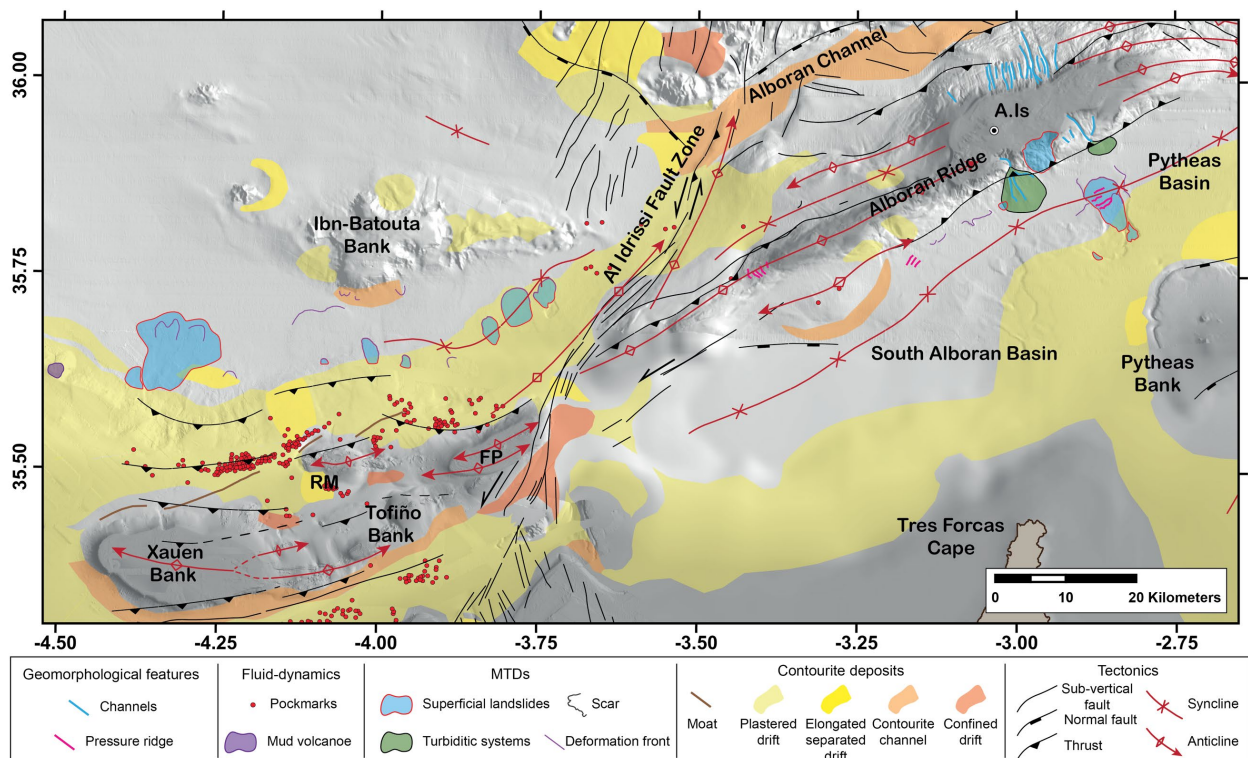 36.00
35.75
35.50
Alboran Channel
A.Is
Pytheas
Basin
Alboran Ridge
Al Idrissi Fault Zone
Ibn-Batouta
Bank
South Alboran Basin
Pytheas
Bank
FP
RM
Tofiño
Bank
Xauen
Bank
Tres Forcas
Cape
0 10 20 Kilometers
-4.50 -4.25 -4.00 -3.75 -3.50 -3.25 -3.00 -2.75
Geomorphological features
Channels
Pressure ridge
Fluid-dynamics
Pockmarks
Mud volcanoe
MTDs
Superficial landslides
Scar
Turbiditic systems
Deformation front
Contourite deposits
Moat
Plastered
drift
Elongated
separated
drift
Contourite
channel
Confined
drift
Tectonics
Sub-vertical
fault
Normal fault
Thrust
Syncline
Anticline